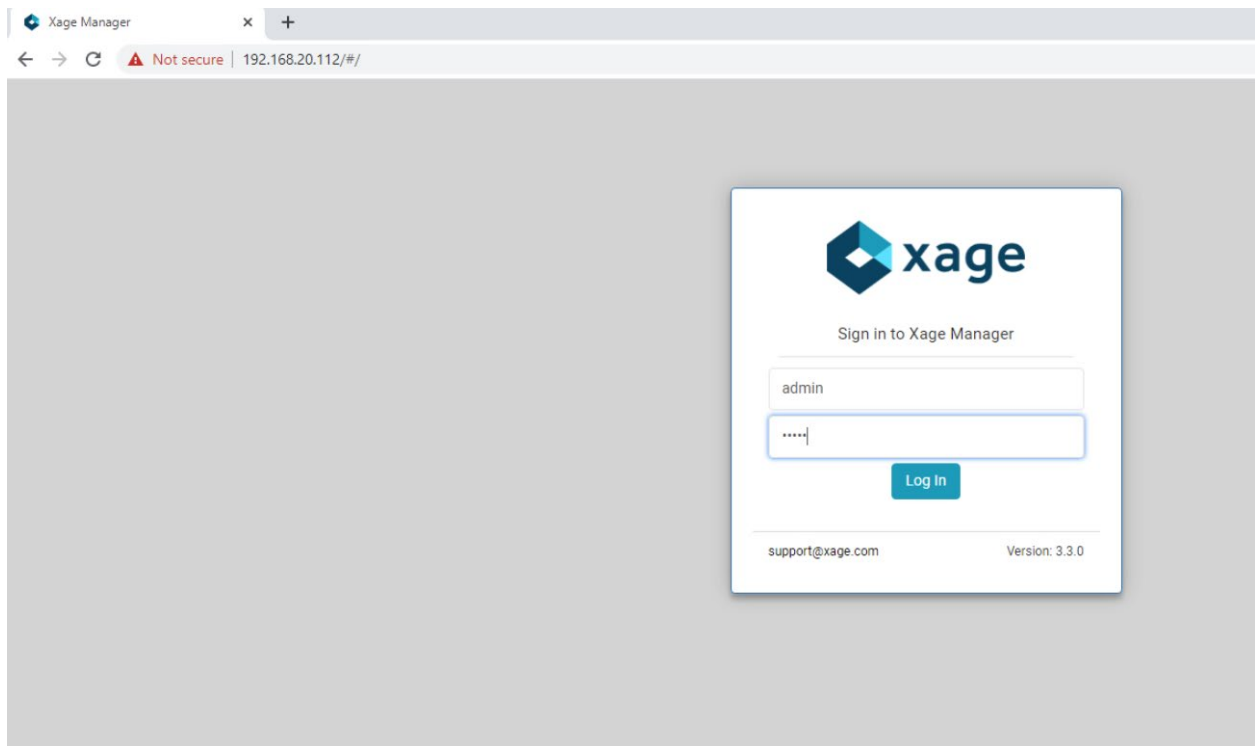 Xage Manager
Not secure 192.168.20.112/#/
xage
Sign in to Xage Manager
admin
•••••
Log In
support@xage.com Version: 3.3.0